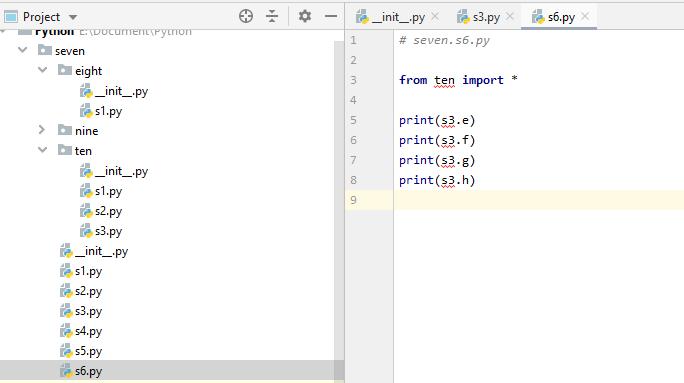 Project
__init__.py
s3.py
s6.py
Python E:\Document\Python
seven
eight
__init__.py
s1.py
nine
ten
__init__.py
s1.py
s2.py
s3.py
__init__.py
s1.py
s2.py
s3.py
s4.py
s5.py
s6.py
1 # seven.s6.py
2
3 from ten import *
4
5 print(s3.e)
6 print(s3.f)
7 print(s3.g)
8 print(s3.h)
9